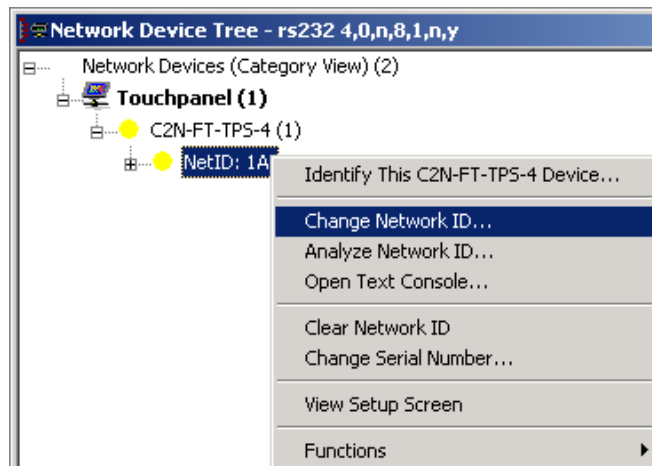 Network Device Tree - rs232 4,0,n,8,1,n,y
Network Devices (Category View) (2)
Touchpanel (1)
C2N-FT-TPS-4 (1)
NetID: 1A
Identify This C2N-FT-TPS-4 Device...
Change Network ID...
Analyze Network ID...
Open Text Console...
Clear Network ID
Change Serial Number...
View Setup Screen
Functions